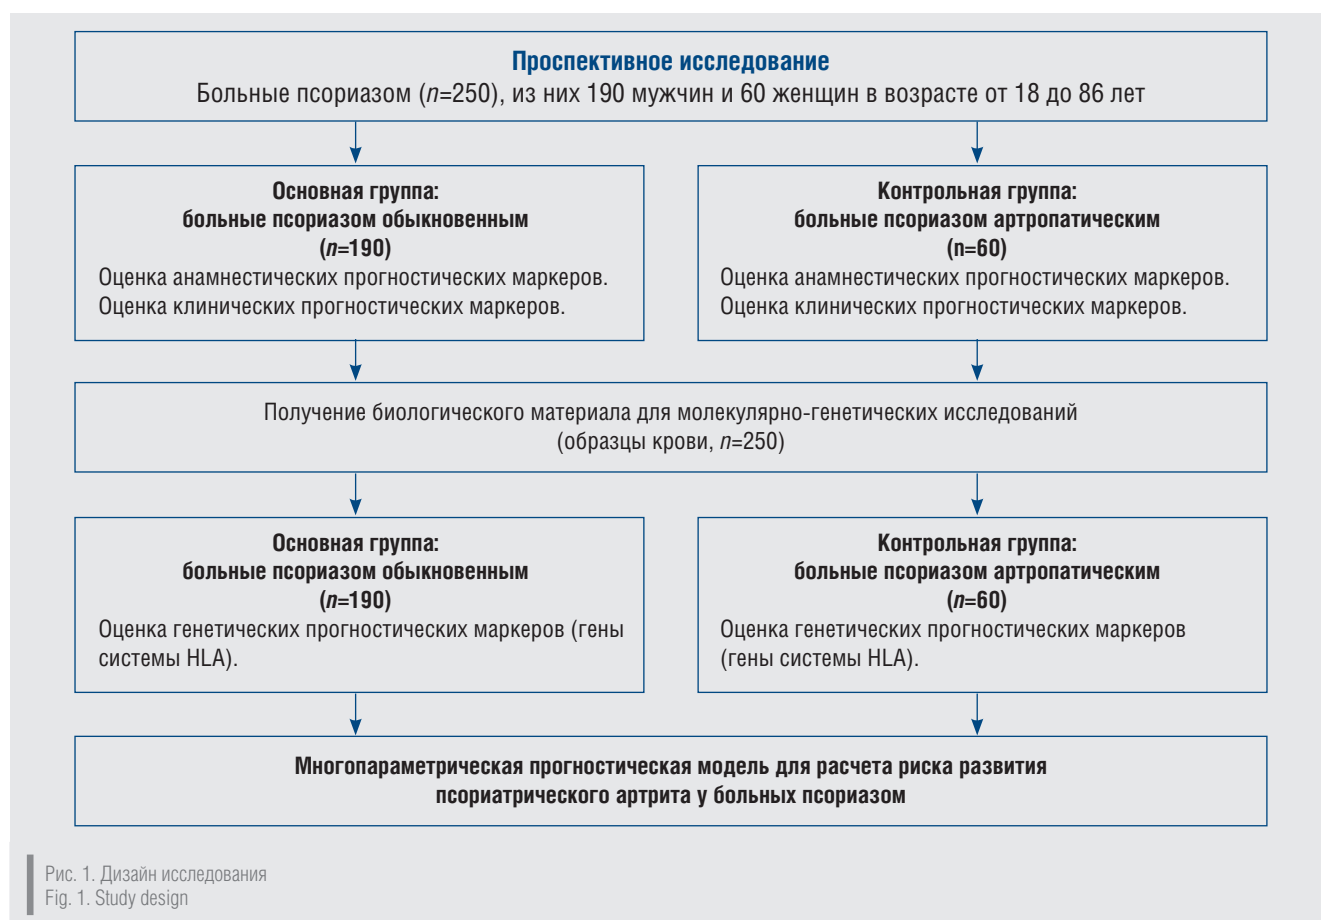 Проспективное исследование
Больные псориазом (n=250), из них 190 мужчин и 60 женщин в возрасте от 18 до 86 лет
Основная группа:
больные псориазом обыкновенным
(n=190)
Оценка анамнестических прогностических маркеров.
Оценка клинических прогностических маркеров.
Контрольная группа:
больные псориазом артропатическим
(n=60)
Оценка анамнестических прогностических маркеров.
Оценка клинических прогностических маркеров.
Получение биологического материала для молекулярно-генетических исследований
(образцы крови, n=250)
Основная группа:
больные псориазом обыкновенным
(n=190)
Оценка генетических прогностических маркеров (гены
системы HLA).
Контрольная группа:
больные псориазом артропатическим
(n=60)
Оценка генетических прогностических маркеров
(гены системы HLA).
Многопараметрическая прогностическая модель для расчета риска развития
псориатрического артрита у больных псориазом
Рис. 1. Дизайн исследования
Fig. 1. Study design